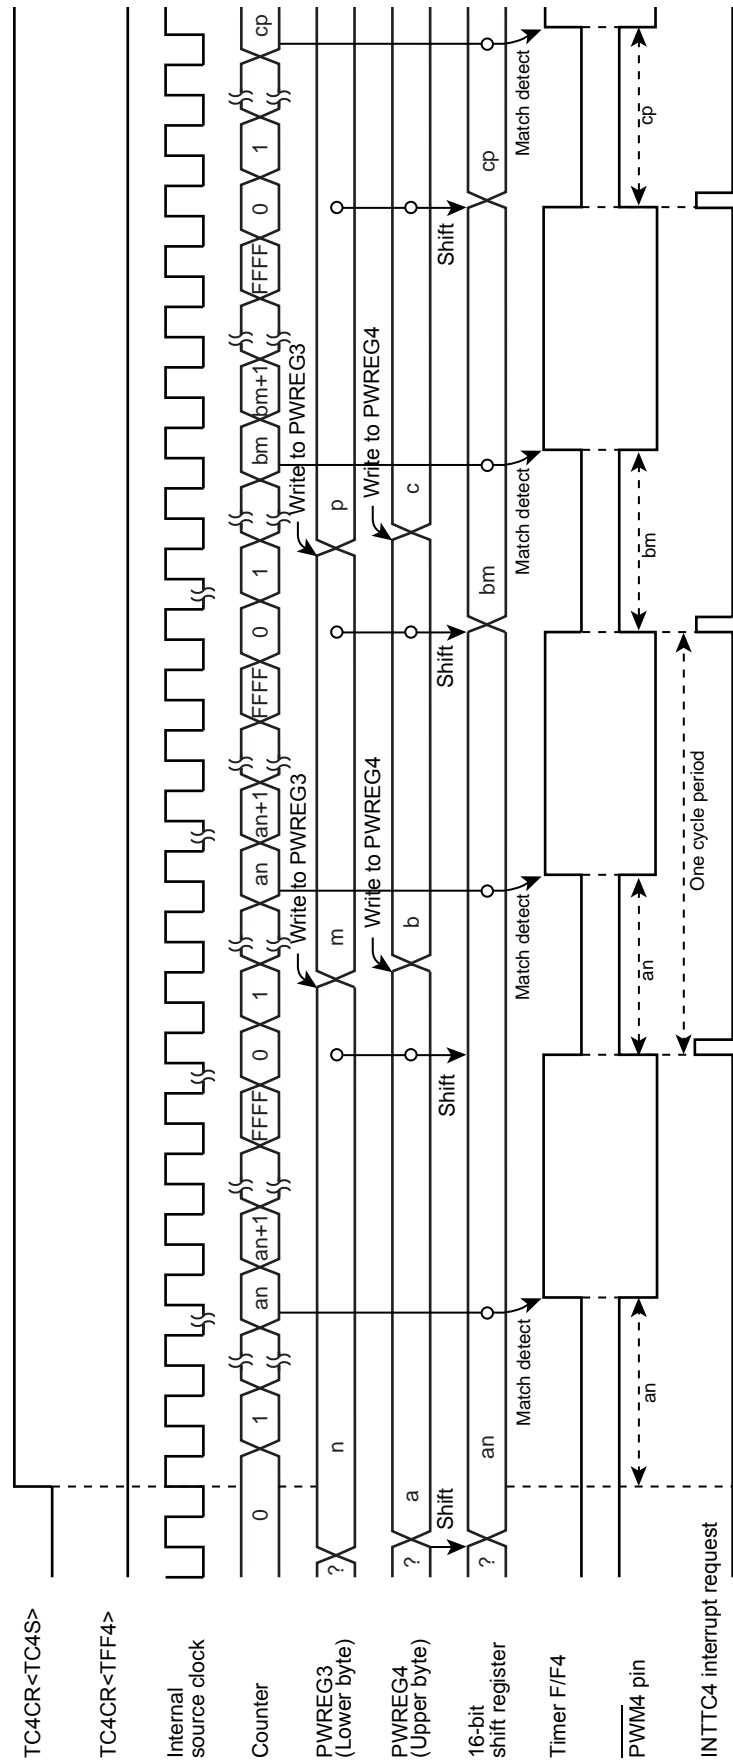 TC4CR<TC4S>
TC4CR<TFF4>
Internal
source clock
Counter
0 1 an an+1 FFFF 0 1 an an+1 FFFF 0 1 bm bm+1 FFFF 0 1 cp
Write to PWREG3
Write to PWREG3
PWREG3
(Lower byte)
? n m p
Write to PWREG4
Write to PWREG4
PWREG4
(Upper byte)
? a b c
Shift
Shift
Shift
Shift
16-bit
shift register
? an bm cp
Match detect
Match detect
Match detect
Match detect
Timer F/F4
PWM4 pin
an an bm cp
One cycle period
INTTC4 interrupt request